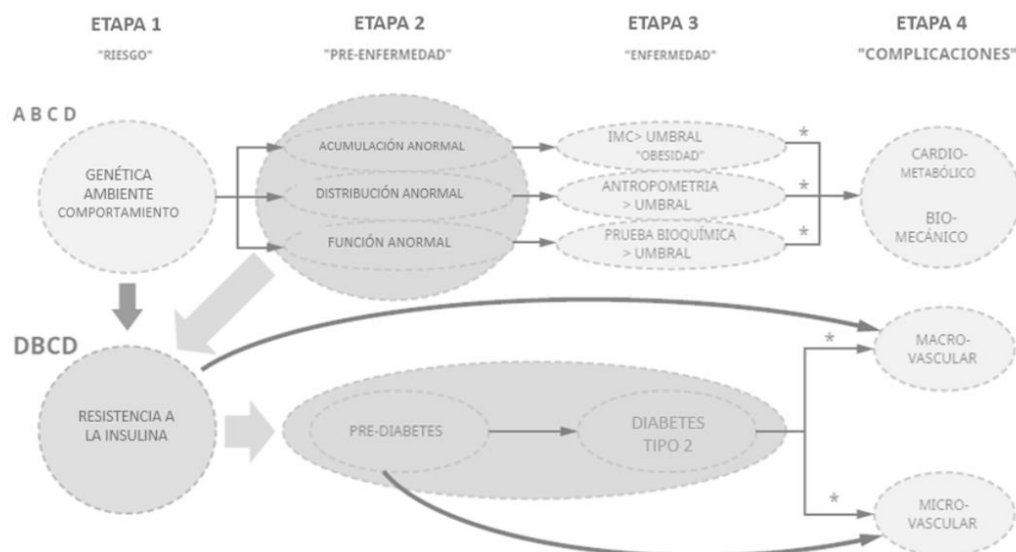 ETAPA 1
"RIESGO"
ETAPA 2
"PRE-ENFERMEDAD"
ETAPA 3
"ENFERMEDAD"
ETAPA 4
"COMPLICACIONES"
A B C D
GENÉTICA
AMBIENTE
COMPORTAMIENTO
ACUMULACIÓN ANORMAL
DISTRIBUCIÓN ANORMAL
FUNCIÓN ANORMAL
IMC> UMBRAL
"OBESIDAD"
ANTROPOMETRIA
> UMBRAL
PRUEBA BIOQUÍMICA
> UMBRAL
*
*
*
CARDIO-
METABÓLICO
BIO-
MECÁNICO
DBCD
RESISTENCIA A
LA INSULINA
PRE-DIABETES
DIABETES
TIPO 2
*
*
MACRO-
VASCULAR
MICRO-
VASCULAR